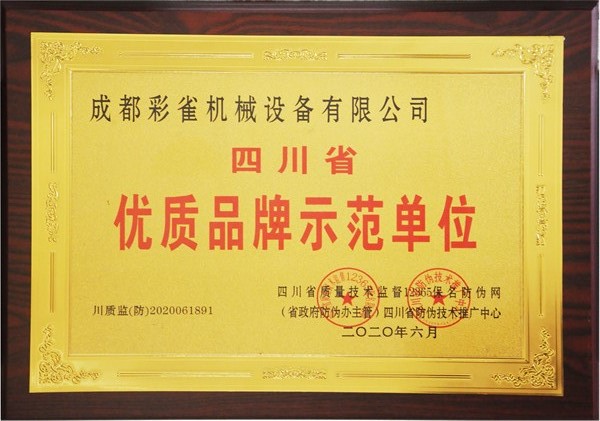 成都彩雀机械设备有限公司
四川省
优质品牌示范单位
四川省质量技术监督12365保名防伪网
川质监(防)2020061891
(省政府防伪办主管)四川省防伪技术推广中心
二〇二〇年六月